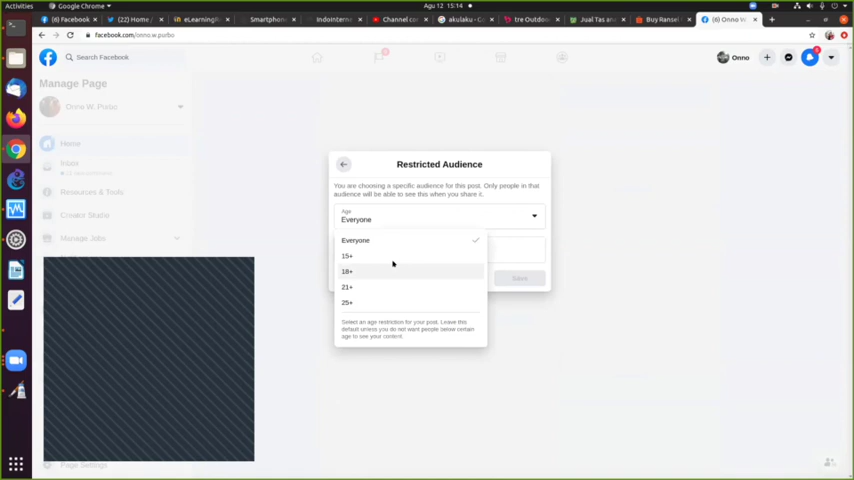 Activities
Google Chrome
Agu 12 15:14
(6) Facebook
(22) Home /
eLearningR
Smartphone
IndoInterne
Channel con
akulaku - Go
tre Outdoo
Jual Tas an
Buy Ransel
(6) Onno W
facebook.com/onno.w.purbo
Search Facebook
Onno
Manage Page
Onno W. Purbo
Home
Inbox
Resources & Tools
Creator Studio
Manage Jobs
Page Settings
Restricted Audience
You are choosing a specific audience for this post. Only people in that
audience will be able to see this when you share it.
Age
Everyone
Everyone
15+
18+
21+
25+
Select an age restriction for your post. Leave this
default unless you do not want people below certain
age to see your content.
Save